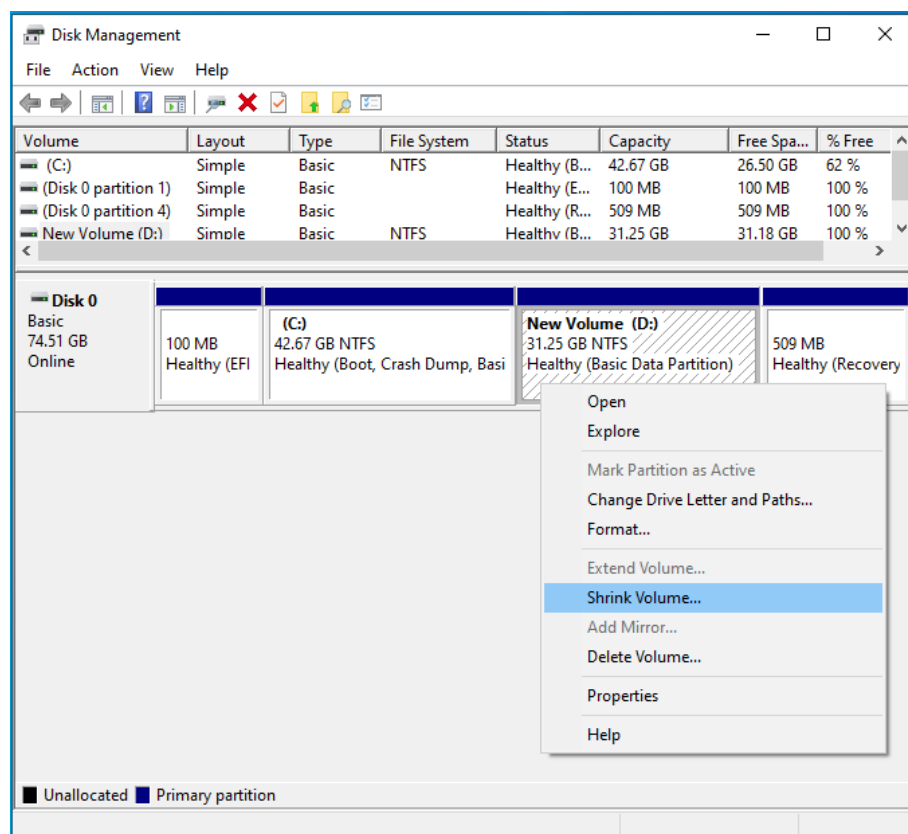 Disk Management
File Action View Help
Volume Layout Type File System Status Capacity Free Spa... % Free
(C:) Simple Basic NTFS Healthy (B... 42.67 GB 26.50 GB 62 %
(Disk 0 partition 1) Simple Basic Healthy (E... 100 MB 100 MB 100 %
(Disk 0 partition 4) Simple Basic Healthy (R... 509 MB 509 MB 100 %
New Volume (D:) Simple Basic NTFS Healthy (B... 31.25 GB 31.18 GB 100 %
Disk 0
Basic
74.51 GB
Online
100 MB
Healthy (EFI
(C:)
42.67 GB NTFS
Healthy (Boot, Crash Dump, Basi
New Volume (D:)
31.25 GB NTFS
Healthy (Basic Data Partition)
509 MB
Healthy (Recovery
Open
Explore
Mark Partition as Active
Change Drive Letter and Paths...
Format...
Extend Volume...
Shrink Volume...
Add Mirror...
Delete Volume...
Properties
Help
Unallocated Primary partition